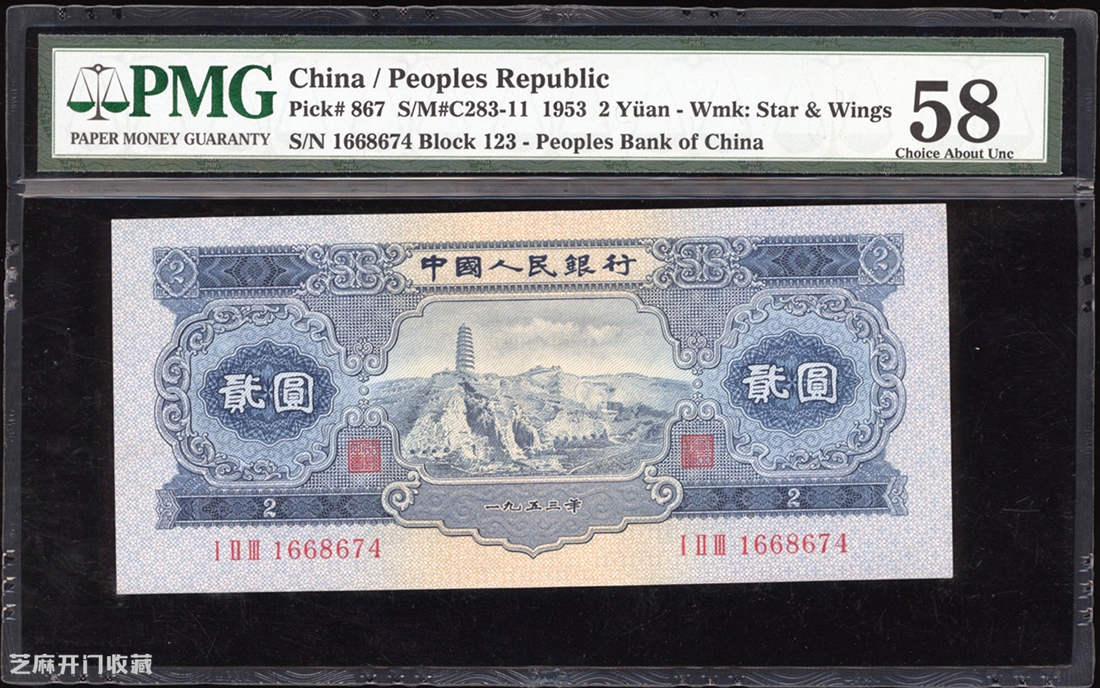 PMG
PAPER MONEY GUARANTY
China / Peoples Republic
Pick# 867 S/M#C283-11 1953 2 Yüan - Wmk: Star & Wings
S/N 1668674 Block 123 - Peoples Bank of China
58
Choice About Unc
中國人民銀行
2
2
貳圓
貳圓
一九五三年
2
2
I II III 1668674
I II III 1668674
芝麻开门收藏